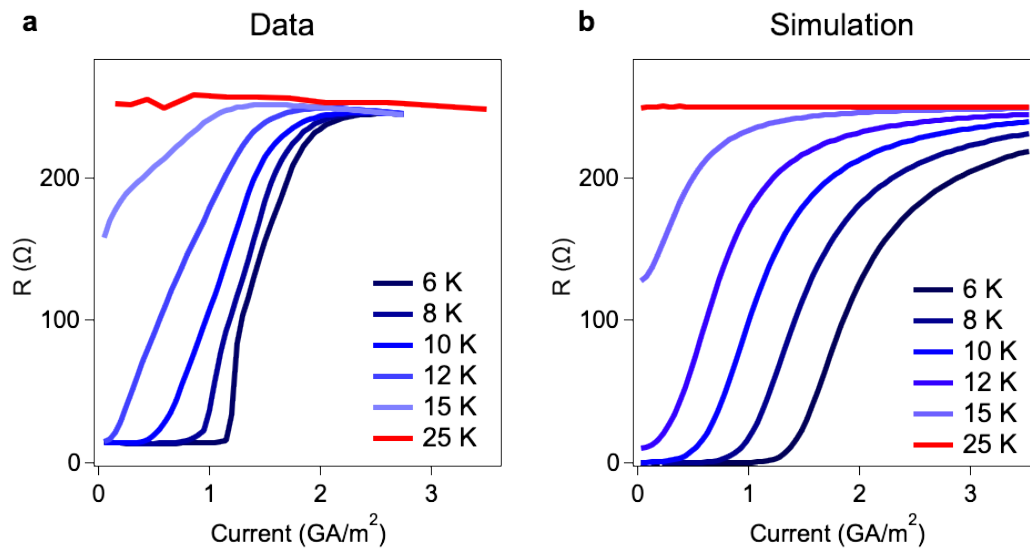 a
Data
200
100
0
R (Ω)
6 K
8 K
10 K
12 K
15 K
25 K
0 1 2 3
Current (GA/m²)
b
Simulation
200
100
0
R (Ω)
6 K
8 K
10 K
12 K
15 K
25 K
0 1 2 3
Current (GA/m²)